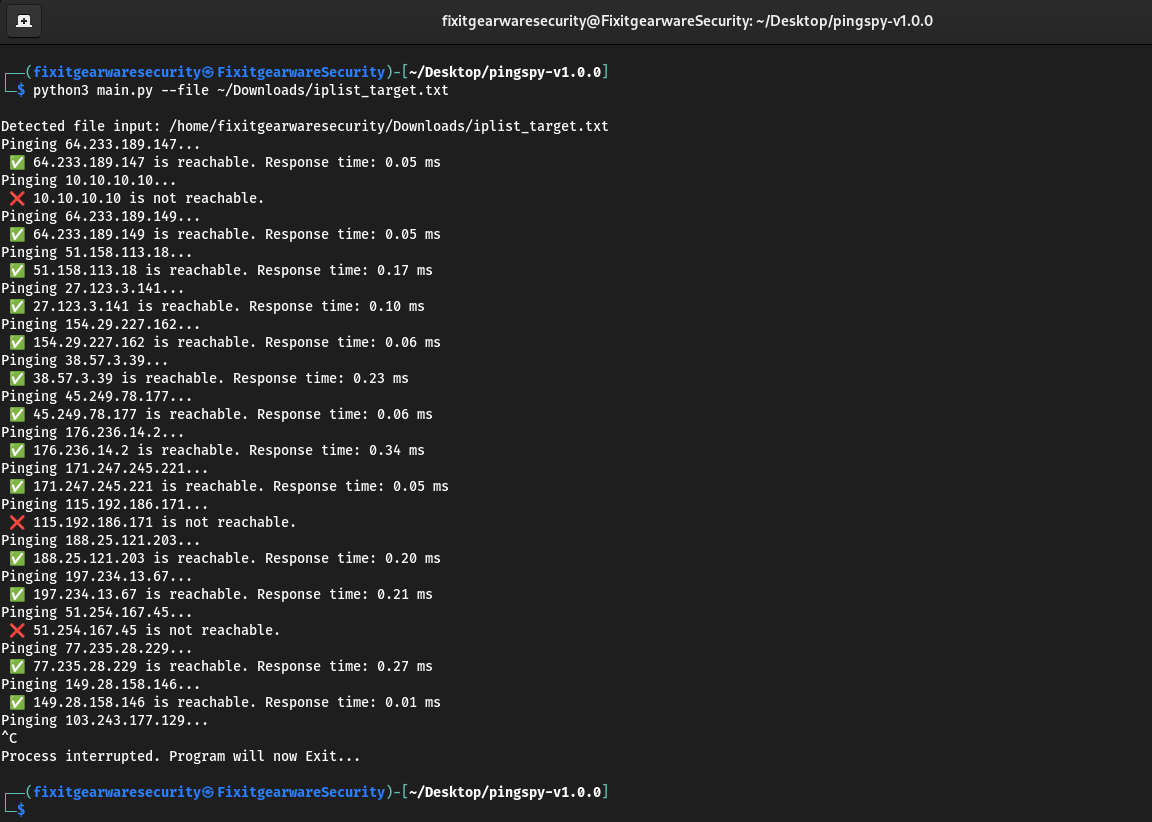 fixitgearwaresecurity@FixitgearwareSecurity: ~/Desktop/pingspy-v1.0.0
┌──(fixitgearwaresecurity㉿FixitgearwareSecurity)-[~/Desktop/pingspy-v1.0.0]
└─$ python3 main.py --file ~/Downloads/iplist_target.txt
Detected file input: /home/fixitgearwaresecurity/Downloads/iplist_target.txt
Pinging 64.233.189.147...
✅ 64.233.189.147 is reachable. Response time: 0.05 ms
Pinging 10.10.10.10...
❌ 10.10.10.10 is not reachable.
Pinging 64.233.189.149...
✅ 64.233.189.149 is reachable. Response time: 0.05 ms
Pinging 51.158.113.18...
✅ 51.158.113.18 is reachable. Response time: 0.17 ms
Pinging 27.123.3.141...
✅ 27.123.3.141 is reachable. Response time: 0.10 ms
Pinging 154.29.227.162...
✅ 154.29.227.162 is reachable. Response time: 0.06 ms
Pinging 38.57.3.39...
✅ 38.57.3.39 is reachable. Response time: 0.23 ms
Pinging 45.249.78.177...
✅ 45.249.78.177 is reachable. Response time: 0.06 ms
Pinging 176.236.14.2...
✅ 176.236.14.2 is reachable. Response time: 0.34 ms
Pinging 171.247.245.221...
✅ 171.247.245.221 is reachable. Response time: 0.05 ms
Pinging 115.192.186.171...
❌ 115.192.186.171 is not reachable.
Pinging 188.25.121.203...
✅ 188.25.121.203 is reachable. Response time: 0.20 ms
Pinging 197.234.13.67...
✅ 197.234.13.67 is reachable. Response time: 0.21 ms
Pinging 51.254.167.45...
❌ 51.254.167.45 is not reachable.
Pinging 77.235.28.229...
✅ 77.235.28.229 is reachable. Response time: 0.27 ms
Pinging 149.28.158.146...
✅ 149.28.158.146 is reachable. Response time: 0.01 ms
Pinging 103.243.177.129...
^C
Process interrupted. Program will now Exit...
┌──(fixitgearwaresecurity㉿FixitgearwareSecurity)-[~/Desktop/pingspy-v1.0.0]
└─$